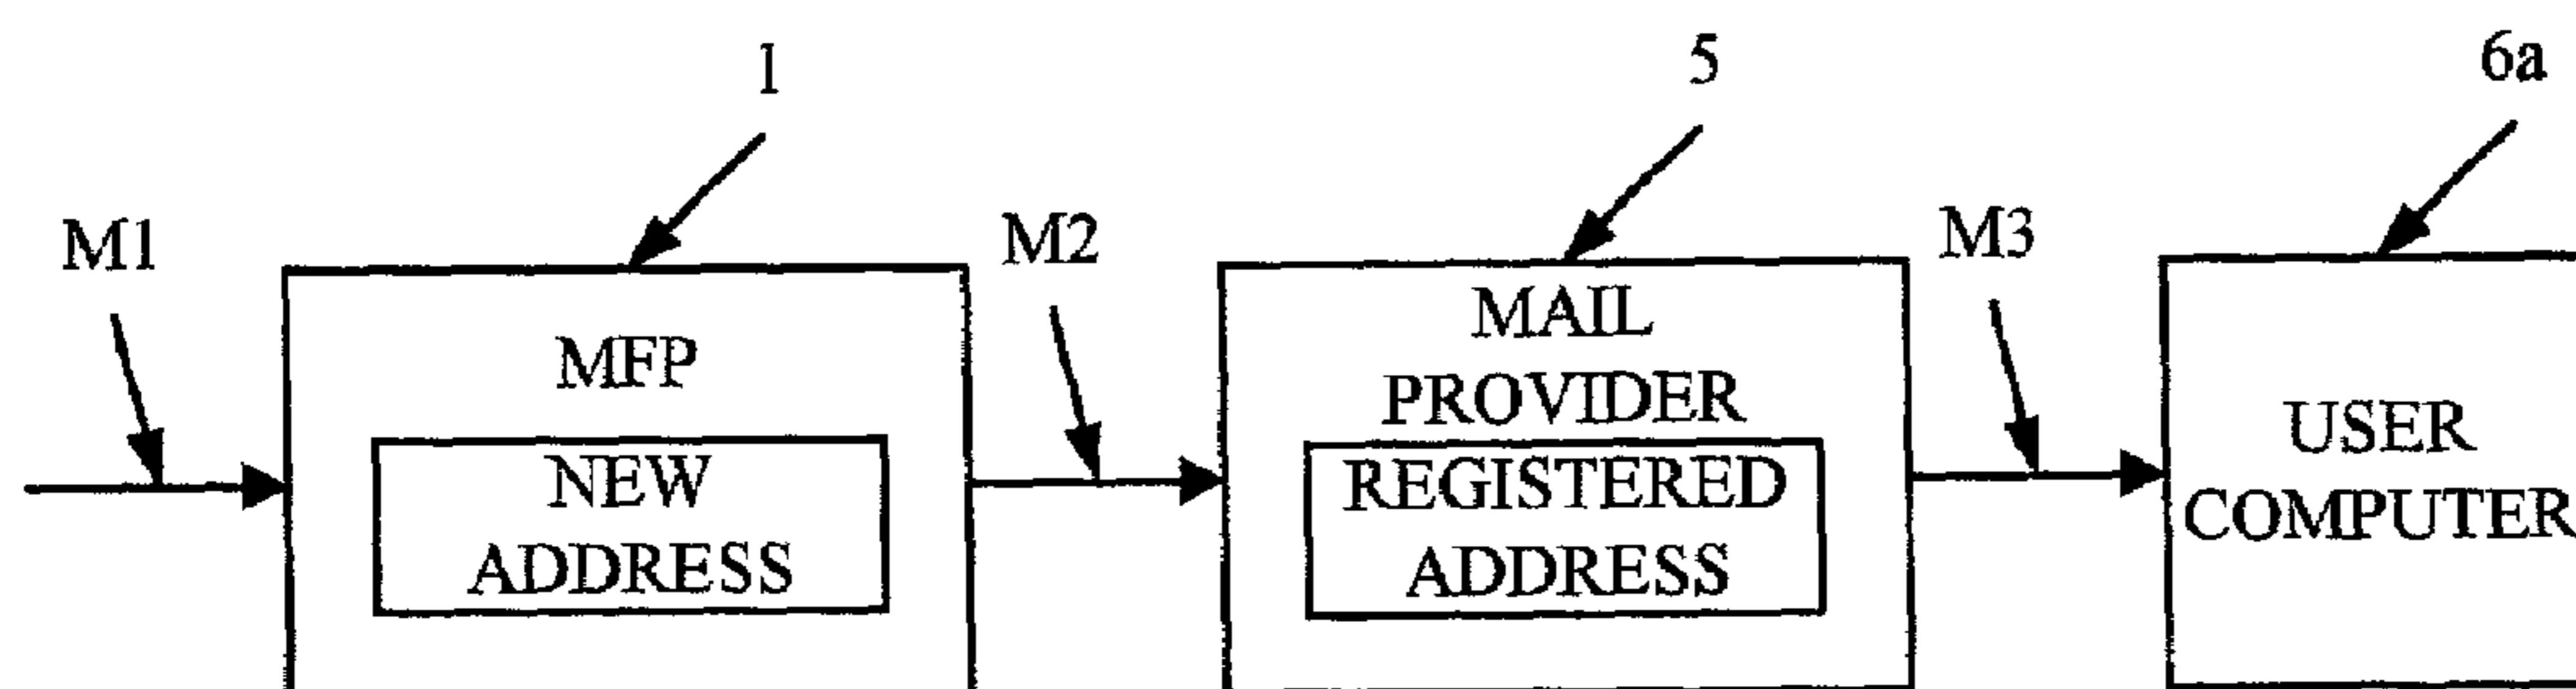 1
5
6a
M1
M2
M3
MFP
NEW
ADDRESS
MAIL
PROVIDER
REGISTERED
ADDRESS
USER
COMPUTER